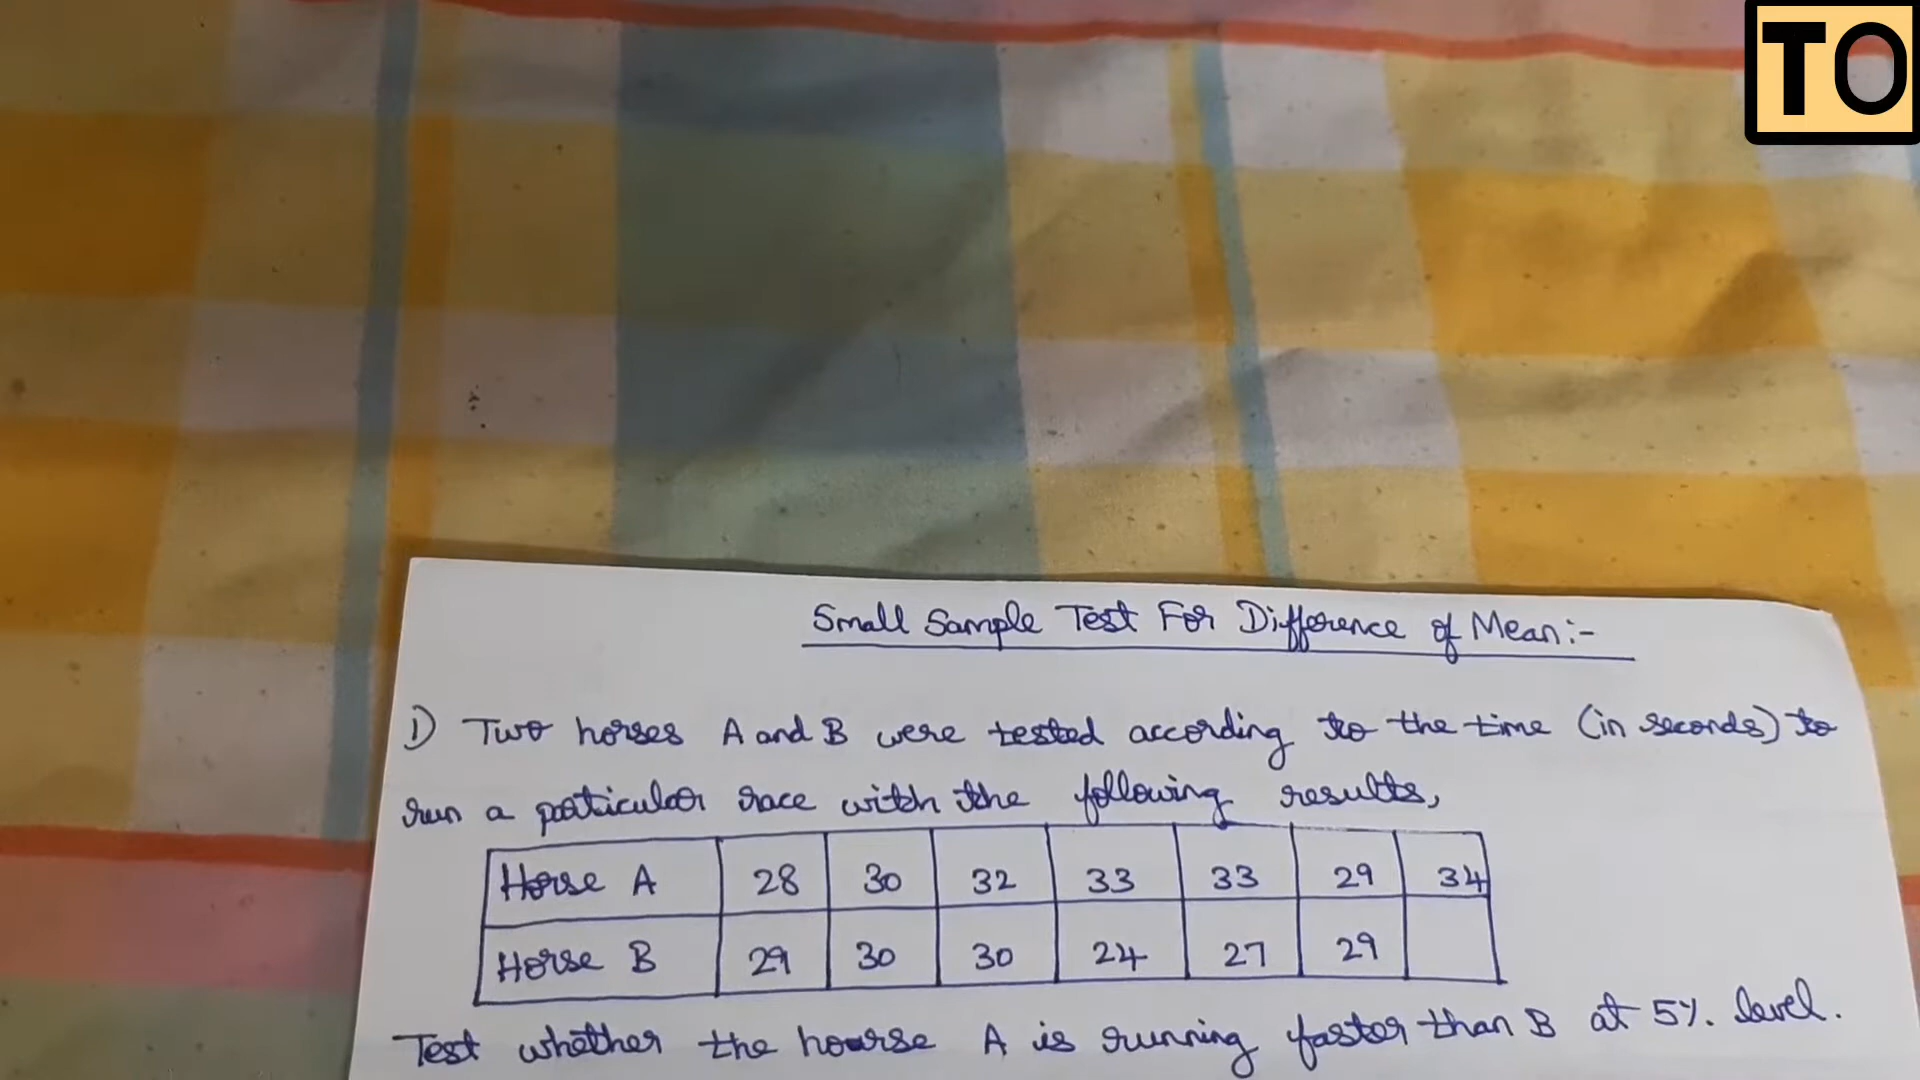 TO
Small Sample Test For Difference of Mean:-
1) Two horses A and B were tested according to the time (in seconds) to
run a particular race with the following results,
Horse A 28 30 32 33 33 29 34
Horse B 29 30 30 24 27 29
Test whether the hourse A is running faster than B at 5%. level.